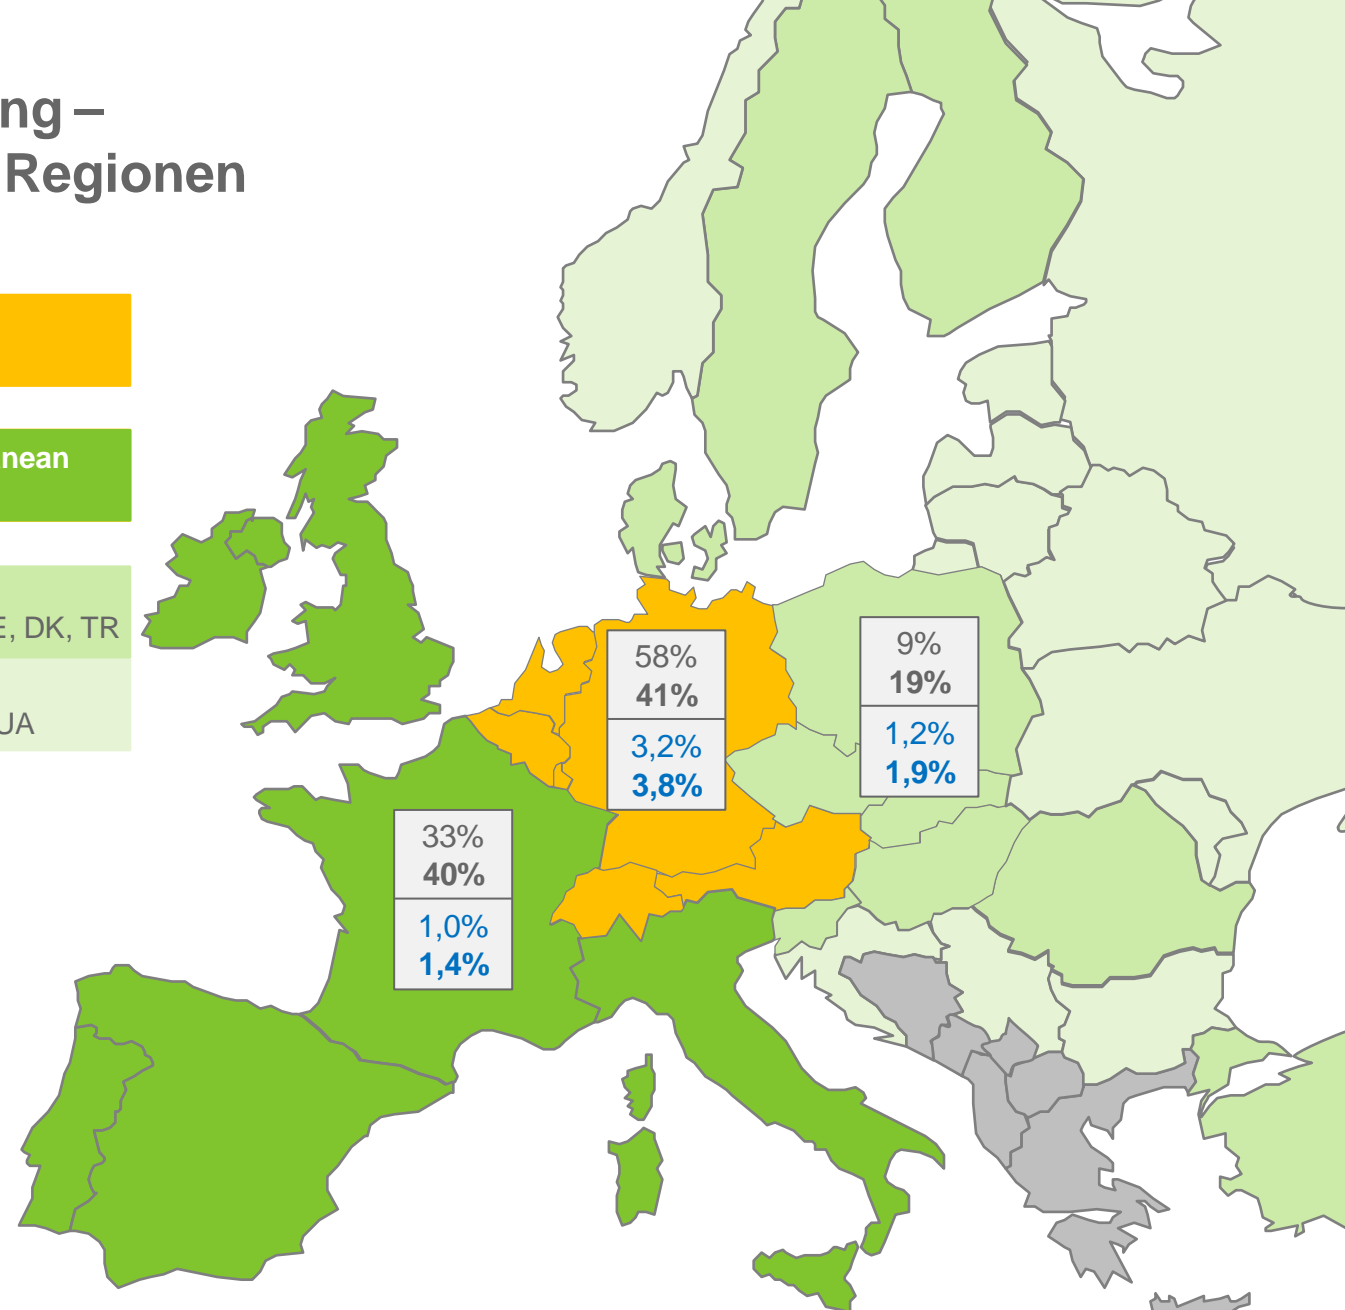 ng –
Regionen
nean
E, DK, TR
UA
58%
41%
3,2%
3,8%
9%
19%
1,2%
1,9%
33%
40%
1,0%
1,4%